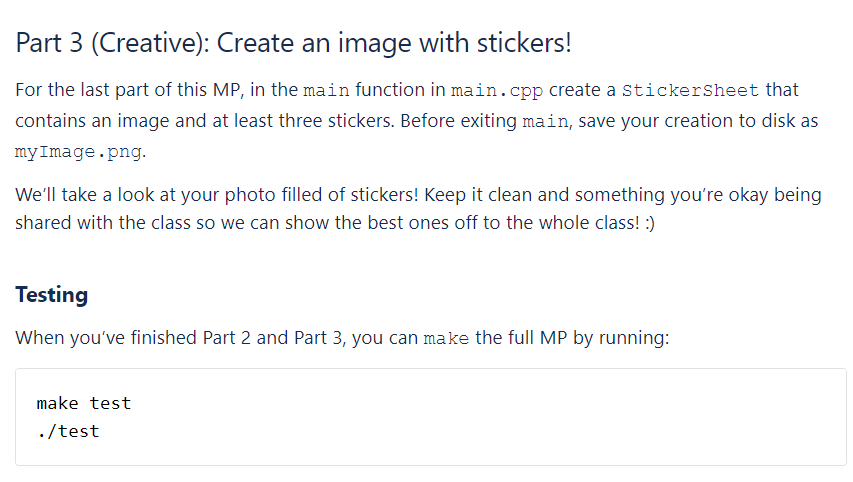 Part 3 (Creative): Create an image with stickers!
For the last part of this MP, in the main function in main.cpp create a StickerSheet that
contains an image and at least three stickers. Before exiting main, save your creation to disk as
myImage.png.
We’ll take a look at your photo filled of stickers! Keep it clean and something you’re okay being
shared with the class so we can show the best ones off to the whole class! :)
Testing
When you’ve finished Part 2 and Part 3, you can make the full MP by running:
make test
./test